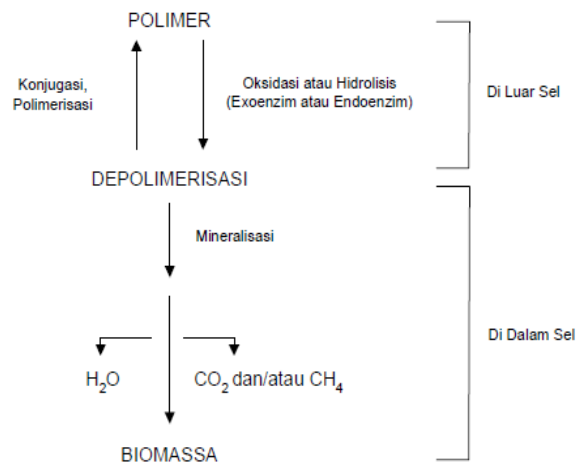 POLIMER
Konjugasi,
Polimerisasi
Oksidasi atau Hidrolisis
(Exoenzim atau Endoenzim)
Di Luar Sel
DEPOLIMERISASI
Mineralisasi
Di Dalam Sel
H₂O
CO₂ dan/atau CH₄
BIOMASSA